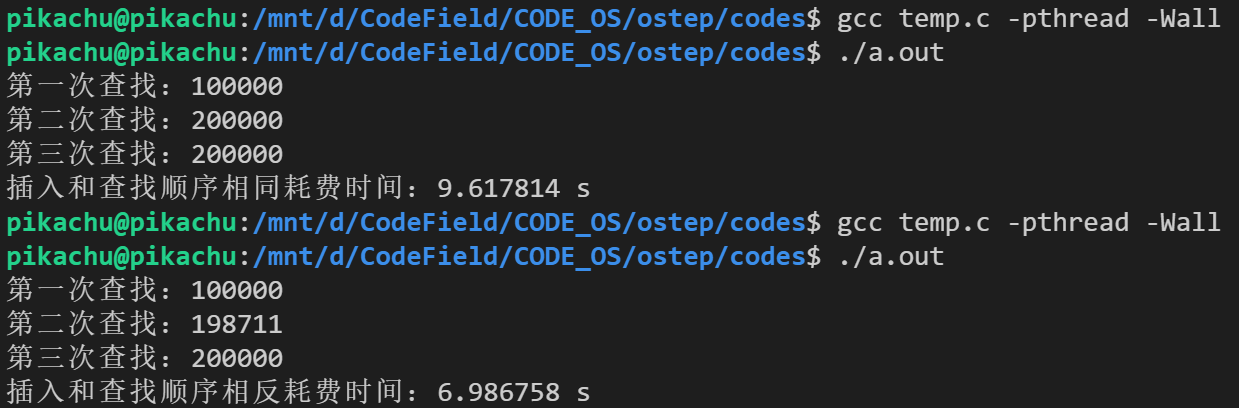 pikachu@pikachu:/mnt/d/CodeField/CODE_OS/ostep/codes$ gcc temp.c -pthread -Wall
pikachu@pikachu:/mnt/d/CodeField/CODE_OS/ostep/codes$ ./a.out
第一次查找：100000
第二次查找：200000
第三次查找：200000
插入和查找顺序相同耗费时间：9.617814 s
pikachu@pikachu:/mnt/d/CodeField/CODE_OS/ostep/codes$ gcc temp.c -pthread -Wall
pikachu@pikachu:/mnt/d/CodeField/CODE_OS/ostep/codes$ ./a.out
第一次查找：100000
第二次查找：198711
第三次查找：200000
插入和查找顺序相反耗费时间：6.986758 s